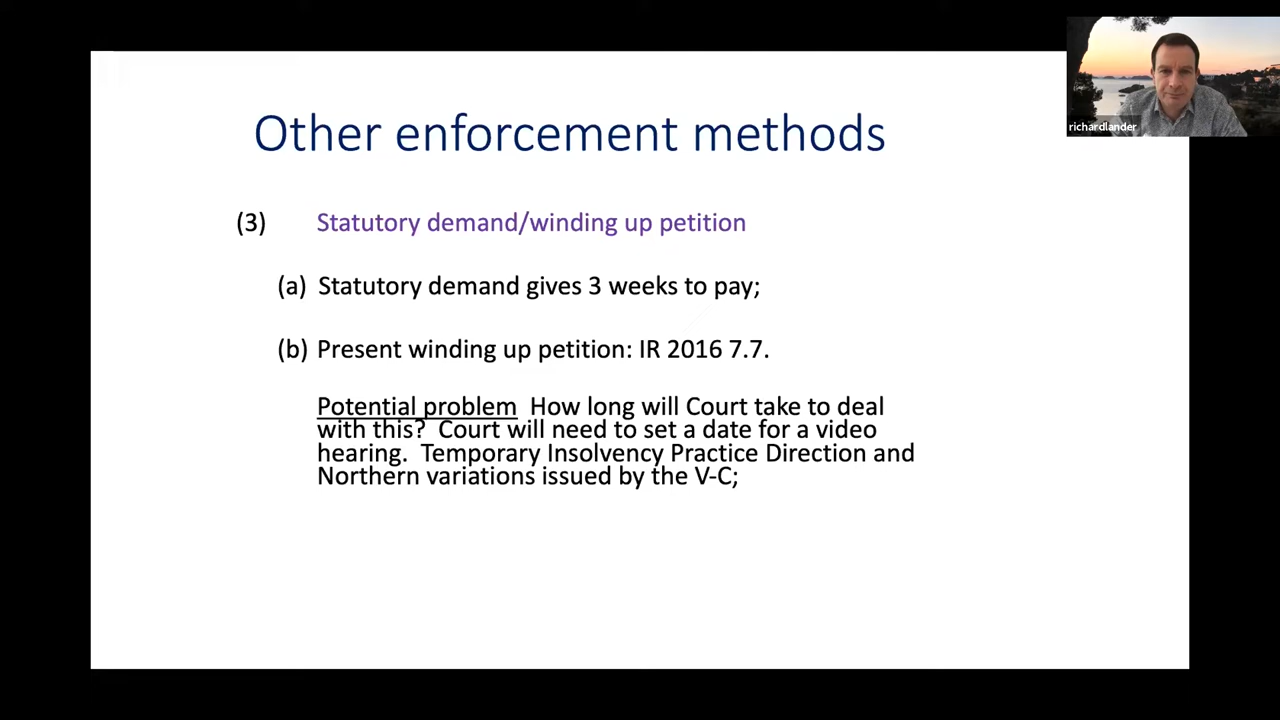 Other enforcement methods
richardlander
(3) Statutory demand/winding up petition
(a) Statutory demand gives 3 weeks to pay;
(b) Present winding up petition: IR 2016 7.7.
Potential problem How long will Court take to deal
with this? Court will need to set a date for a video
hearing. Temporary Insolvency Practice Direction and
Northern variations issued by the V-C;